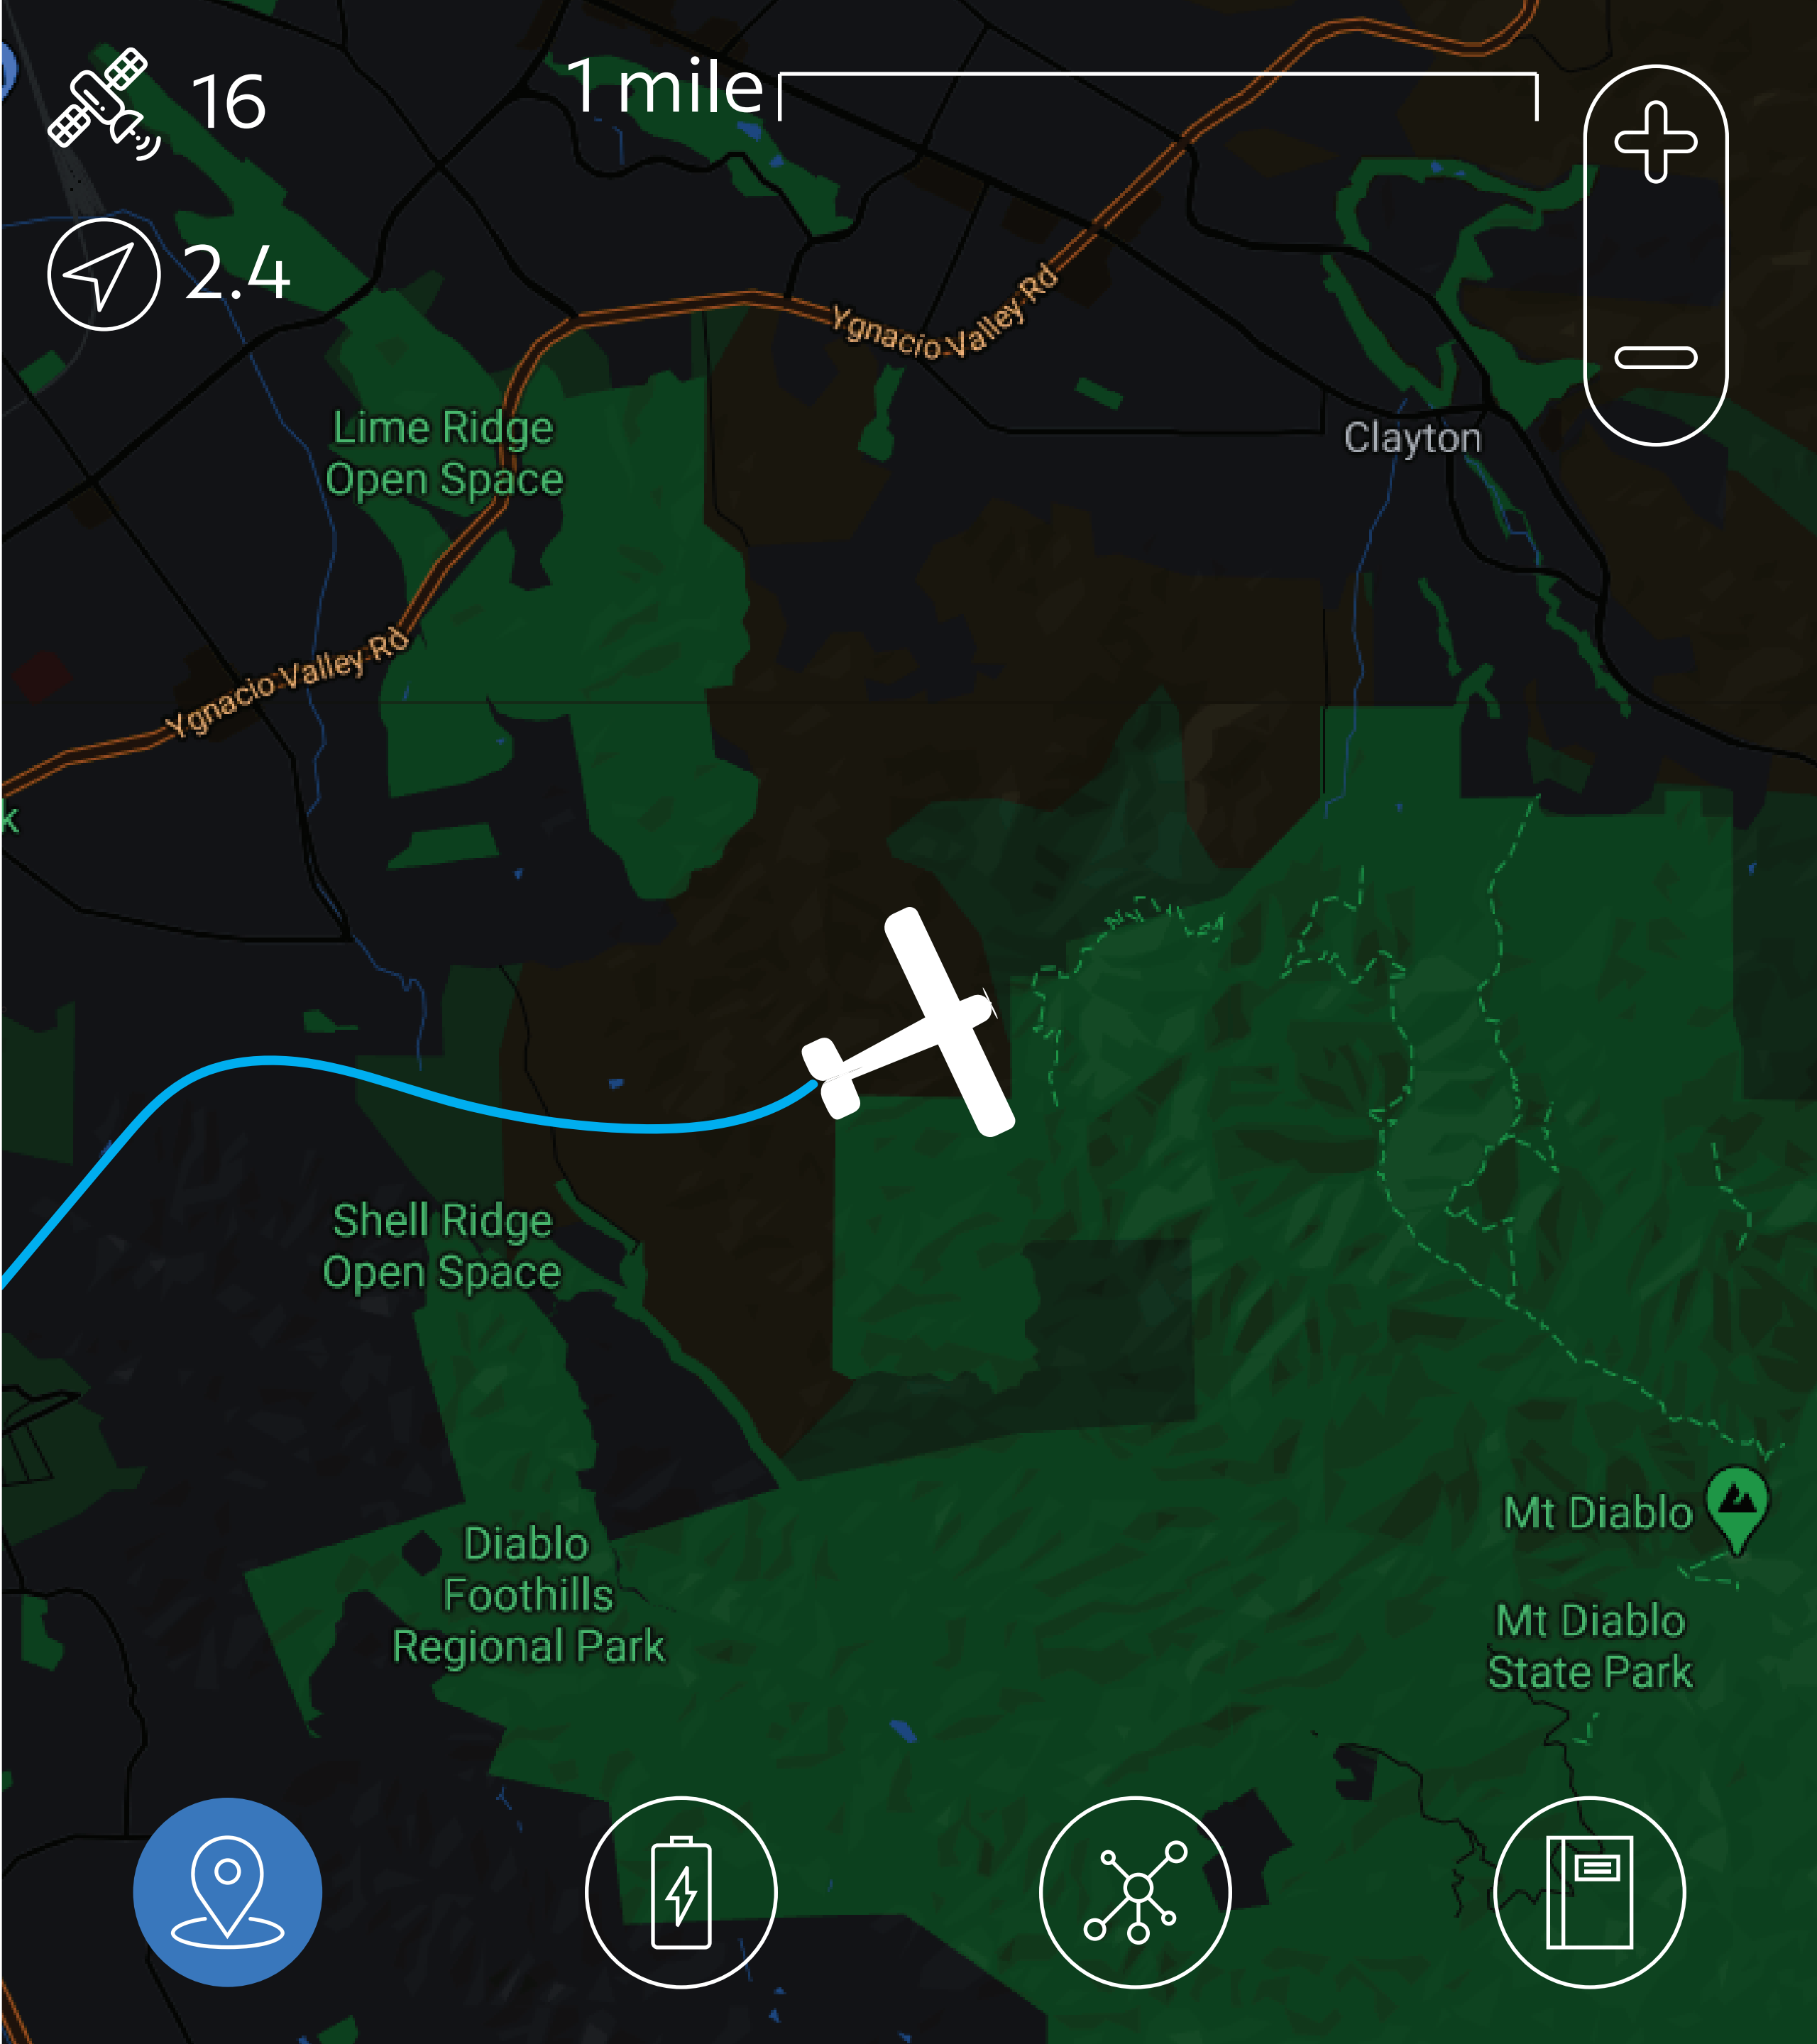 16
1 mile
2.4
Ygnacio Valley Rd
Lime Ridge
Open Space
Clayton
Ygnacio Valley Rd
k
Shell Ridge
Open Space
Mt Diablo
Diablo
Foothills
Regional Park
Mt Diablo
State Park